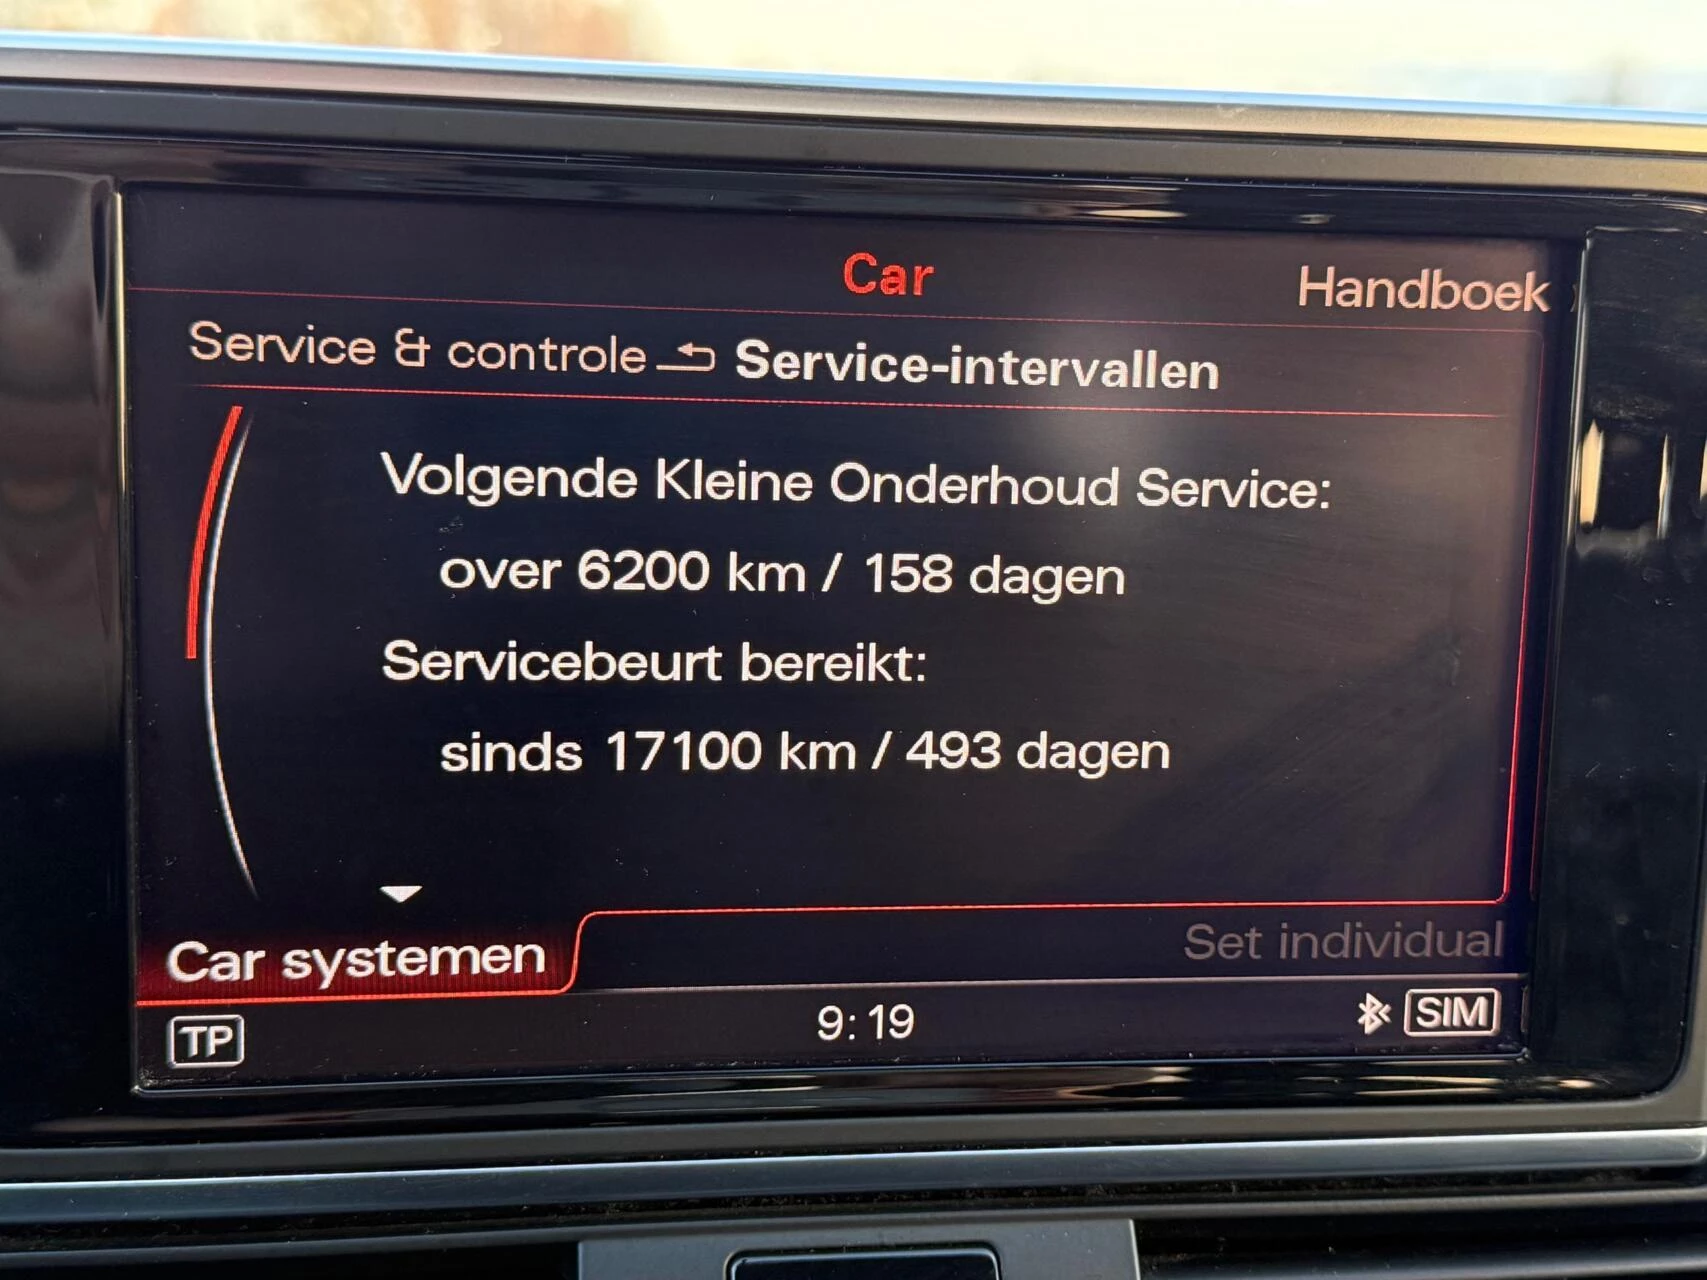 Car
Handboek
Service & controle Service-intervallen
Volgende Kleine Onderhoud Service:
over 6200 km / 158 dagen
Servicebeurt bereikt:
sinds 17100 km / 493 dagen
Car systemen
Set individual
TP
9:19
SIM